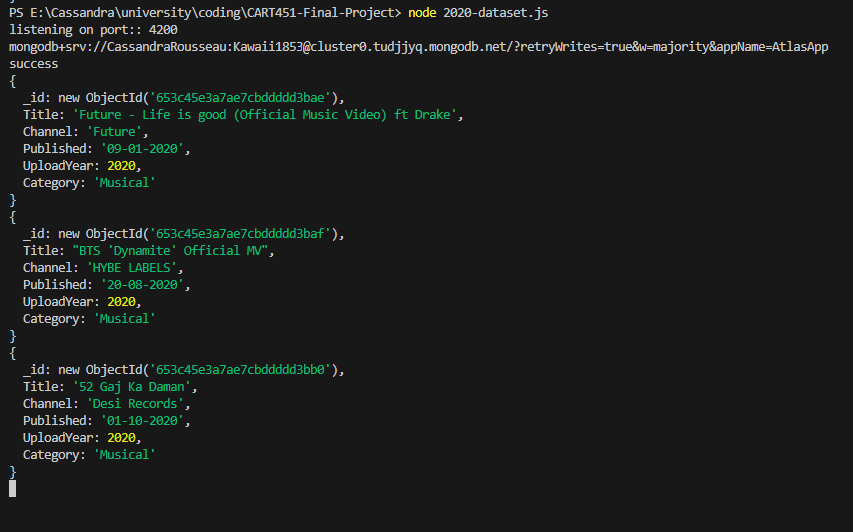 PS E:\Cassandra\university\coding\CART451-Final-Project> node 2020-dataset.js
listening on port:: 4200
mongodb+srv://CassandraRousseau:Kawaii1853@cluster0.tudjjyq.mongodb.net/?retryWrites=true&w=majority&appName=AtlasApp
success
{
  _id: new ObjectId('653c45e3a7ae7cbddddd3bae'),
  Title: 'Future - Life is good (Official Music Video) ft Drake',
  Channel: 'Future',
  Published: '09-01-2020',
  UploadYear: 2020,
  Category: 'Musical'
}
{
  _id: new ObjectId('653c45e3a7ae7cbddddd3baf'),
  Title: "BTS 'Dynamite' Official MV",
  Channel: 'HYBE LABELS',
  Published: '20-08-2020',
  UploadYear: 2020,
  Category: 'Musical'
}
{
  _id: new ObjectId('653c45e3a7ae7cbddddd3bb0'),
  Title: '52 Gaj Ka Daman',
  Channel: 'Desi Records',
  Published: '01-10-2020',
  UploadYear: 2020,
  Category: 'Musical'
}